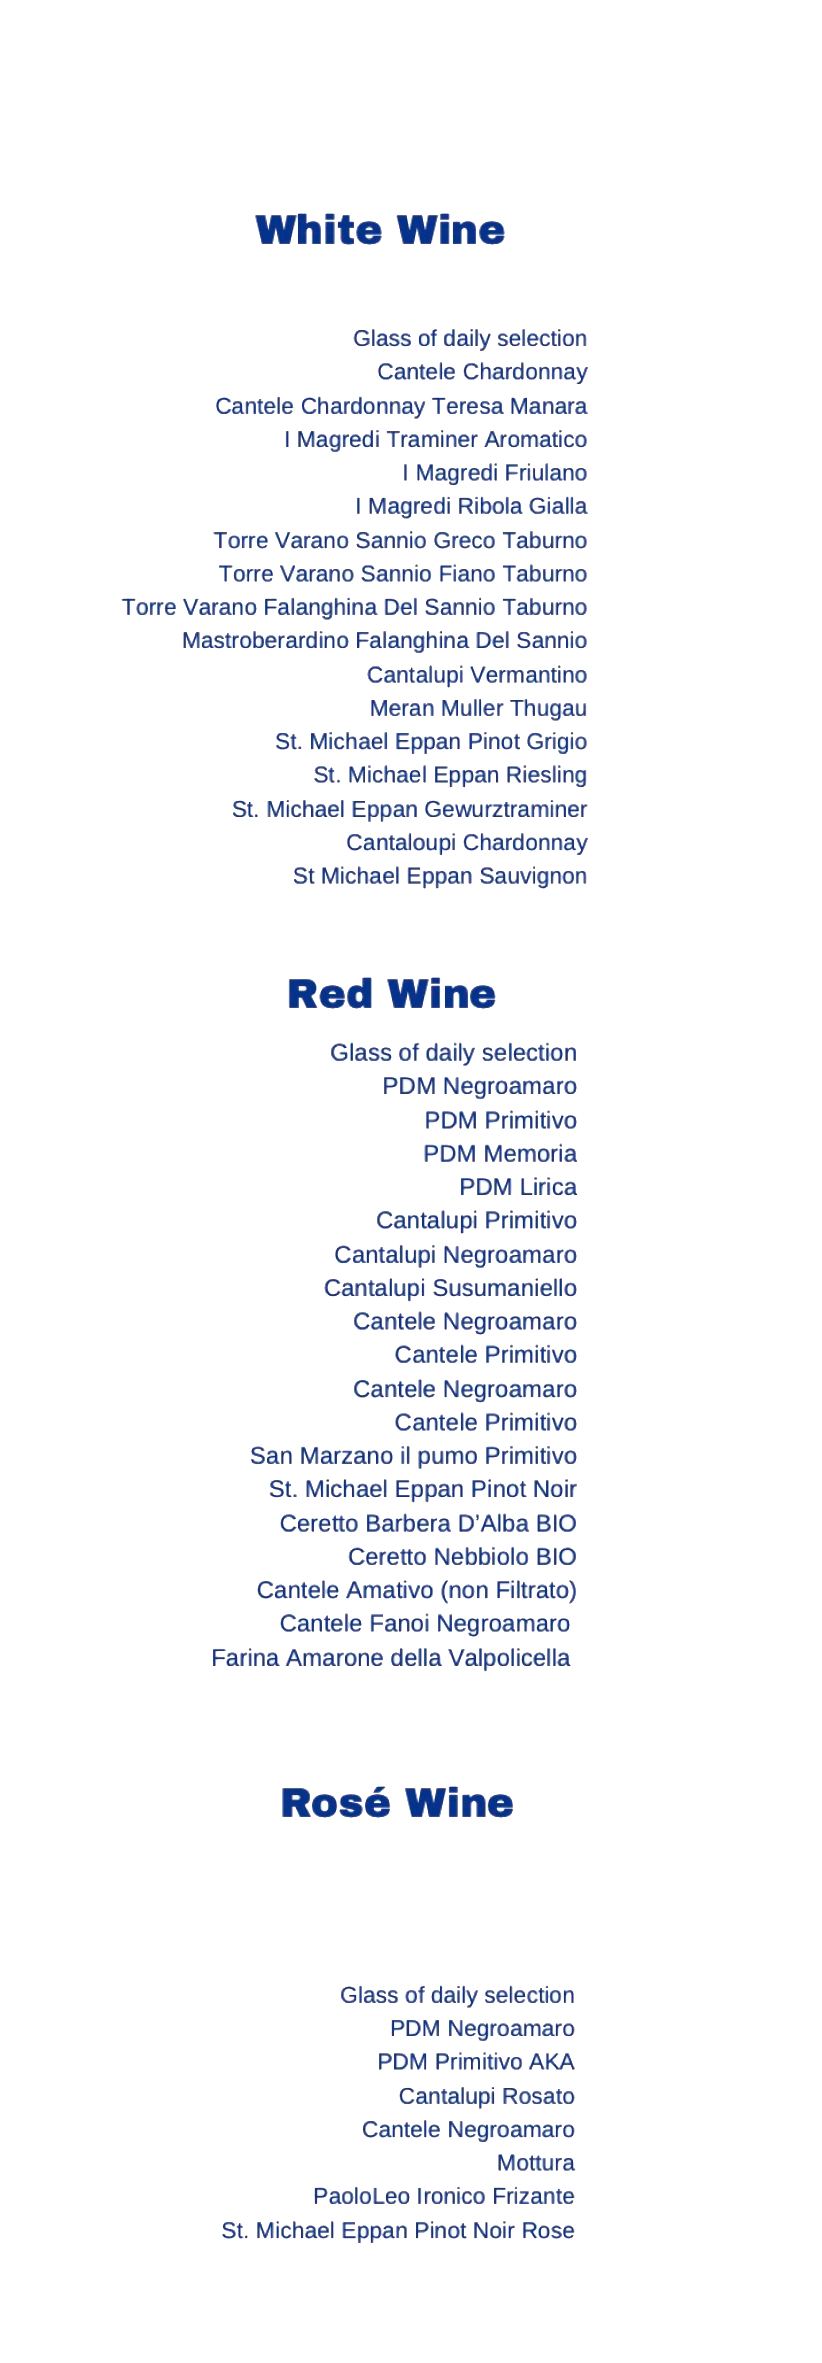 White Wine
Glass of daily selection
Cantele Chardonnay
Cantele Chardonnay Teresa Manara
I Magredi Traminer Aromatico
I Magredi Friulano
I Magredi Ribola Gialla
Torre Varano Sannio Greco Taburno
Torre Varano Sannio Fiano Taburno
Torre Varano Falanghina Del Sannio Taburno
Mastroberardino Falanghina Del Sannio
Cantalupi Vermantino
Meran Muller Thugau
St. Michael Eppan Pinot Grigio
St. Michael Eppan Riesling
St. Michael Eppan Gewurztraminer
Cantaloupi Chardonnay
St Michael Eppan Sauvignon
Red Wine
Glass of daily selection
PDM Negroamaro
PDM Primitivo
PDM Memoria
PDM Lirica
Cantalupi Primitivo
Cantalupi Negroamaro
Cantalupi Susumaniello
Cantele Negroamaro
Cantele Primitivo
Cantele Negroamaro
Cantele Primitivo
San Marzano il pumo Primitivo
St. Michael Eppan Pinot Noir
Ceretto Barbera D’Alba BIO
Ceretto Nebbiolo BIO
Cantele Amativo (non Filtrato)
Cantele Fanoi Negroamaro
Farina Amarone della Valpolicella
Rosé Wine
Glass of daily selection
PDM Negroamaro
PDM Primitivo AKA
Cantalupi Rosato
Cantele Negroamaro
Mottura
PaoloLeo Ironico Frizante
St. Michael Eppan Pinot Noir Rose